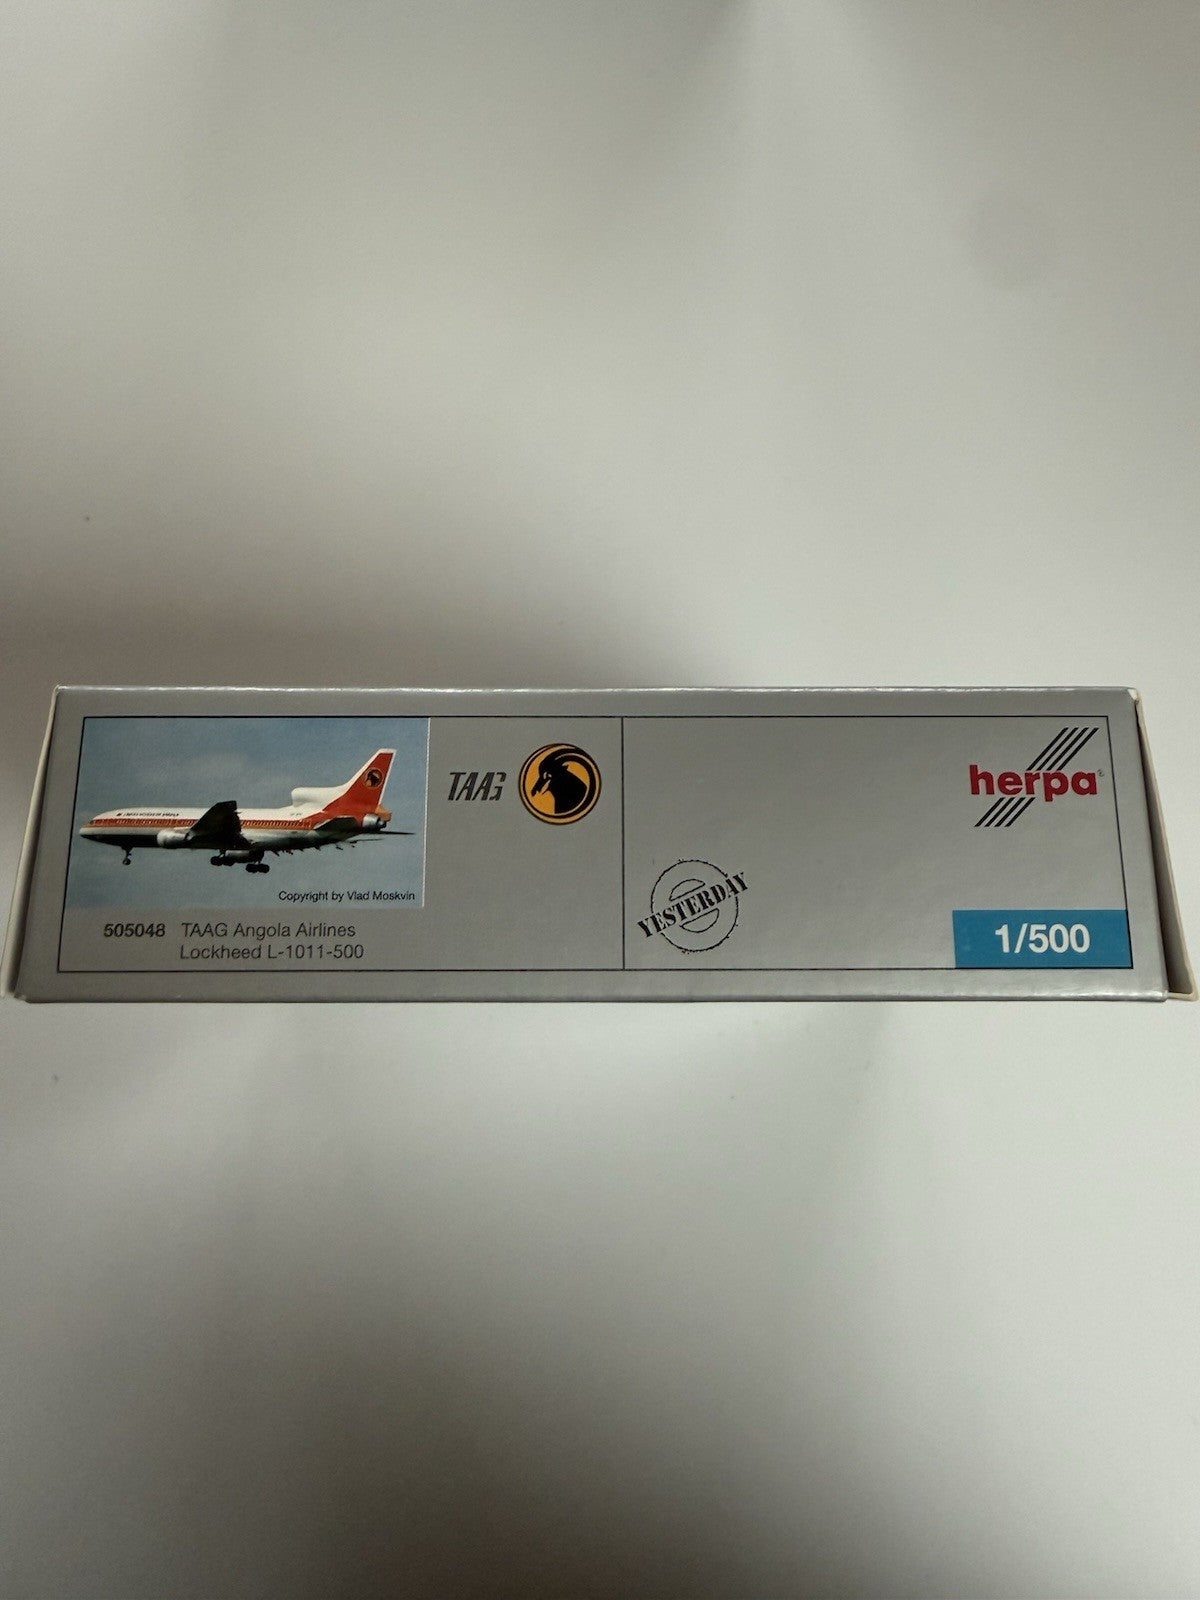 Copyright by Vlad Moskvin
505048 TAAG Angola Airlines
Lockheed L-1011-500
TAAG
YESTERDAY
herpa®
1/500